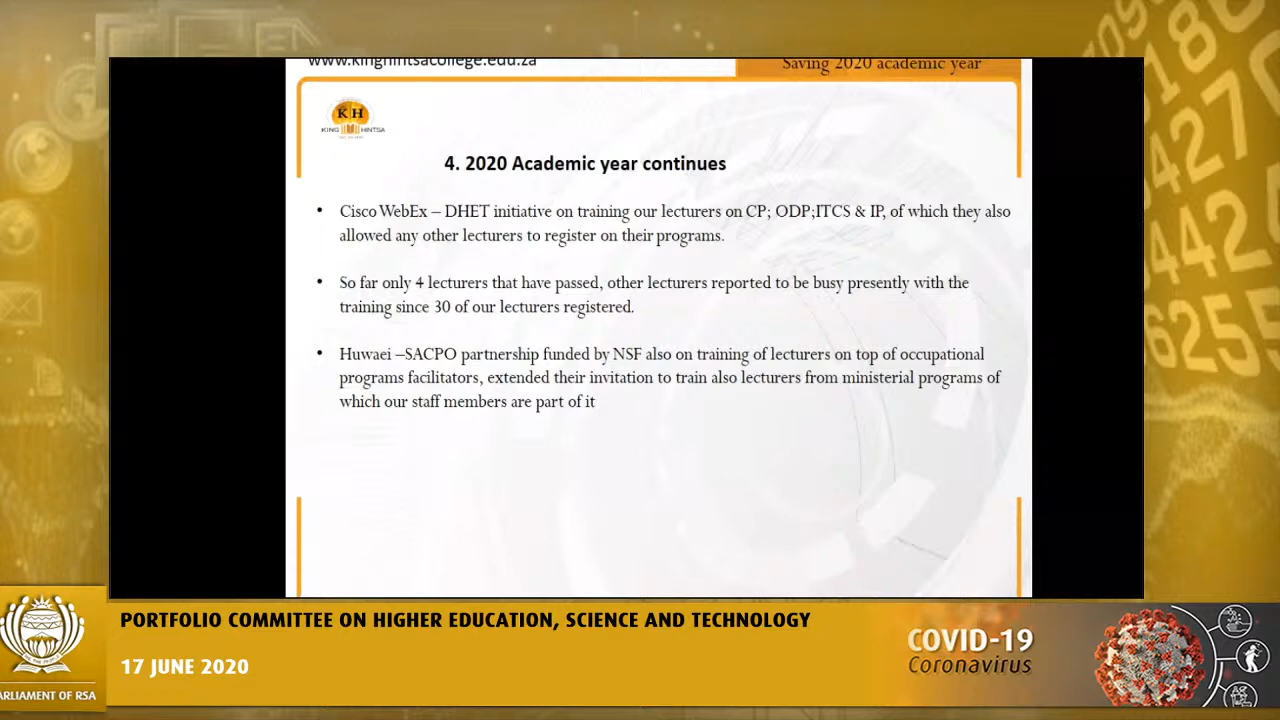 www.kinghintsacollege.edu.za
Saving 2020 academic year
KH
KING HINTSA
4. 2020 Academic year continues
• Cisco WebEx – DHET initiative on training our lecturers on CP; ODP;ITCS & IP, of which they also
allowed any other lecturers to register on their programs.
• So far only 4 lecturers that have passed, other lecturers reported to be busy presently with the
training since 30 of our lecturers registered.
• Huwaei –SACPO partnership funded by NSF also on training of lecturers on top of occupational
programs facilitators, extended their invitation to train also lecturers from ministerial programs of
which our staff members are part of it
PORTFOLIO COMMITTEE ON HIGHER EDUCATION, SCIENCE AND TECHNOLOGY
17 JUNE 2020
COVID-19
Coronavirus
ARLIAMENT OF RSA